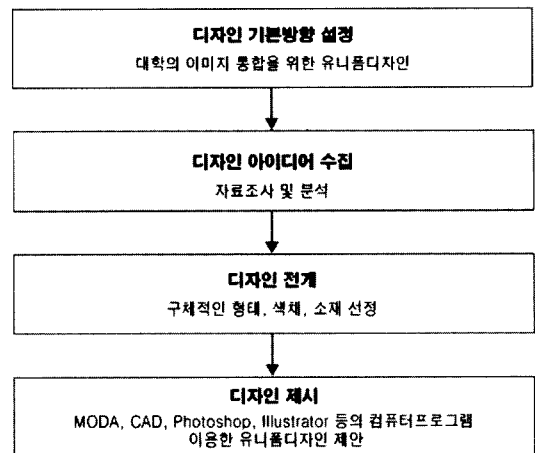 디자인 기본방향 설정
대학의 이미지 통합을 위한 유니폼디자인
디자인 아이디어 수집
자료조사 및 분석
디자인 전개
구체적인 형태, 색채, 소재 선정
디자인 제시
MODA, CAD, Photoshop, Illustrator 등의 컴퓨터프로그램
이용한 유니폼디자인 제안